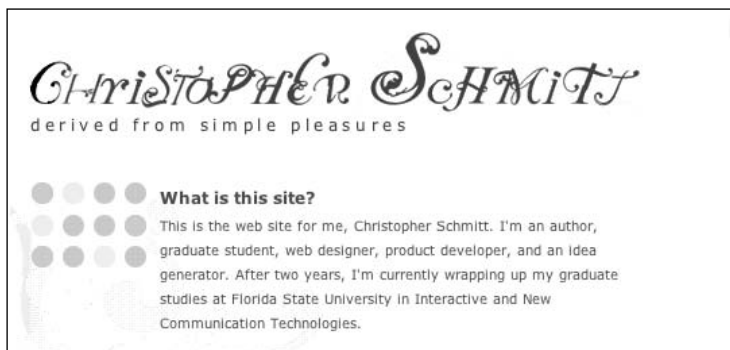 CHRiSTOPHER ScHMiTT
derived from simple pleasures
What is this site?
This is the web site for me, Christopher Schmitt. I'm an author,
graduate student, web designer, product developer, and an idea
generator. After two years, I'm currently wrapping up my graduate
studies at Florida State University in Interactive and New
Communication Technologies.